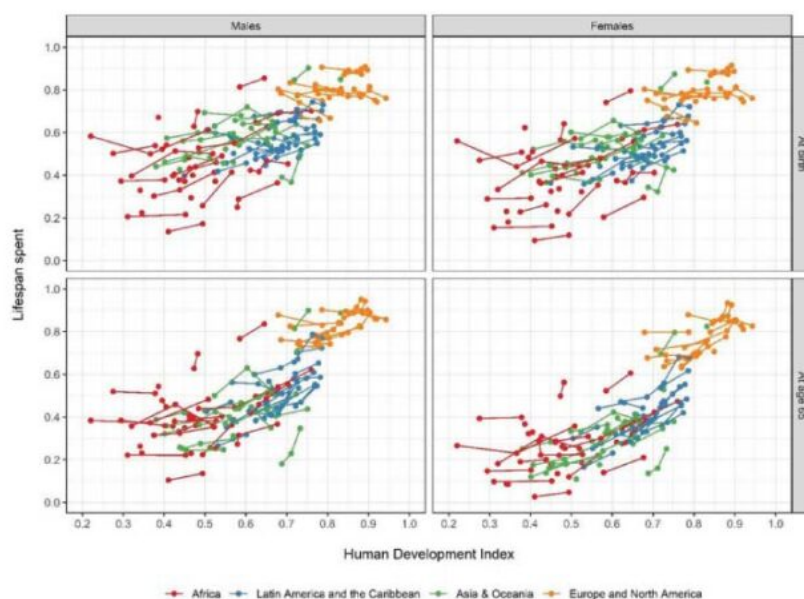 Males
Females
1.0
0.8
0.6
0.4
0.2
0.0
At birth
Lifespan spent
1.0
0.8
0.6
0.4
0.2
0.0
At age 65
0.2 0.3 0.4 0.5 0.6 0.7 0.8 0.9 1.0
0.2 0.3 0.4 0.5 0.6 0.7 0.8 0.9 1.0
Human Development Index
Africa Latin America and the Caribbean Asia & Oceania Europe and North America